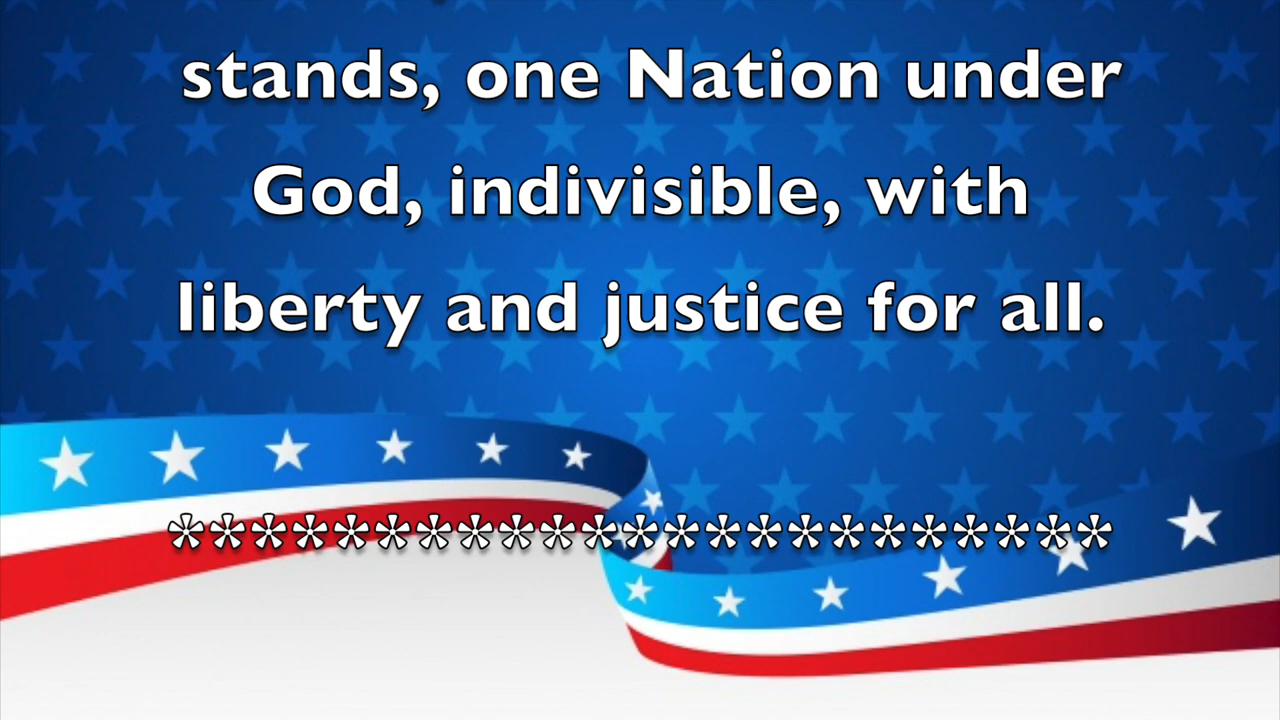 stands, one Nation under
God, indivisible, with
liberty and justice for all.
***********************